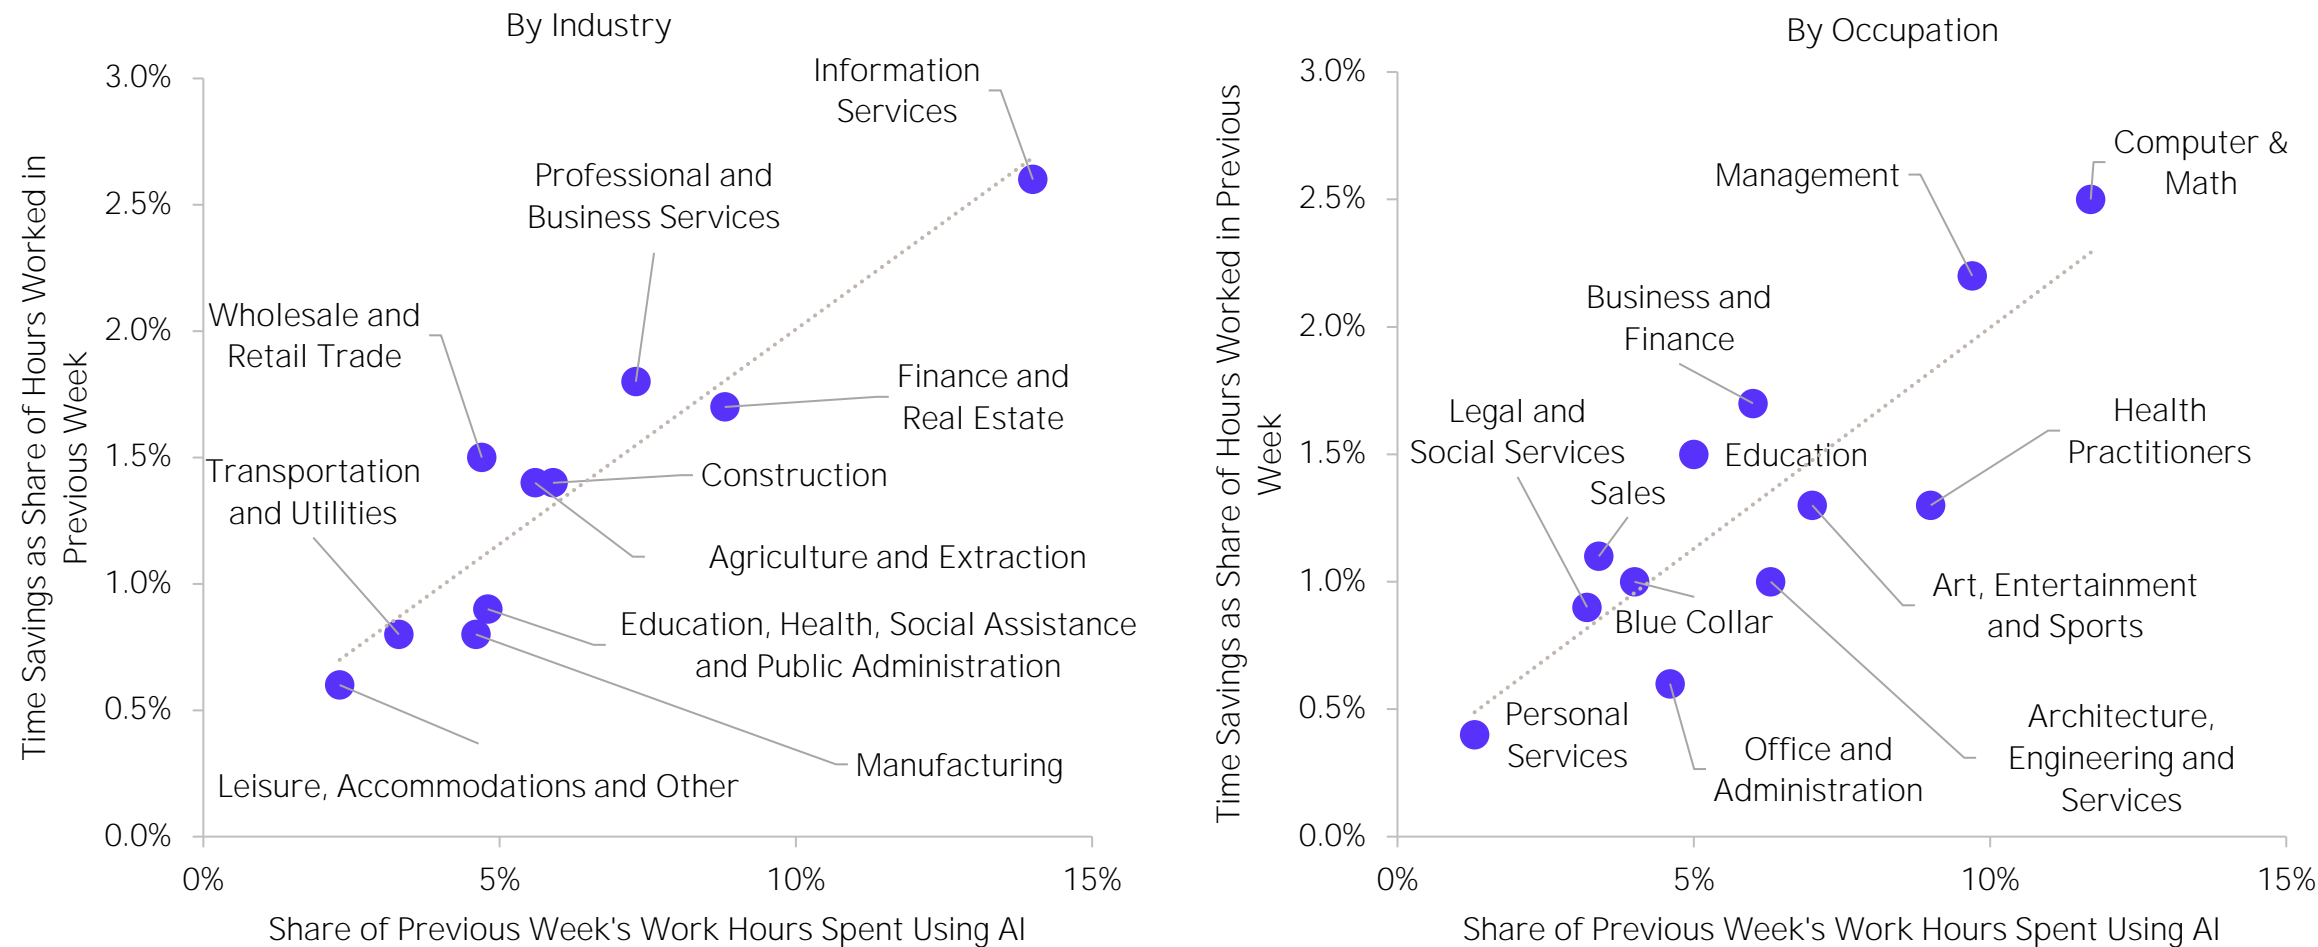 By Industry
3.0%
2.5%
2.0%
1.5%
1.0%
0.5%
0.0%
0%
5%
10%
15%
Time Savings as Share of Hours Worked in
Previous Week
Share of Previous Week's Work Hours Spent Using AI
Information
Services
Professional and
Business Services
Wholesale and
Retail Trade
Finance and
Real Estate
Transportation
and Utilities
Construction
Agriculture and Extraction
Education, Health, Social Assistance
and Public Administration
Manufacturing
Leisure, Accommodations and Other
By Occupation
3.0%
2.5%
2.0%
1.5%
1.0%
0.5%
0.0%
0%
5%
10%
15%
Time Savings as Share of Hours Worked in Previous
Week
Share of Previous Week's Work Hours Spent Using AI
Computer &
Math
Management
Business and
Finance
Legal and
Social Services
Education
Health
Practitioners
Sales
Blue Collar
Art, Entertainment
and Sports
Personal
Services
Office and
Administration
Architecture,
Engineering and
Services